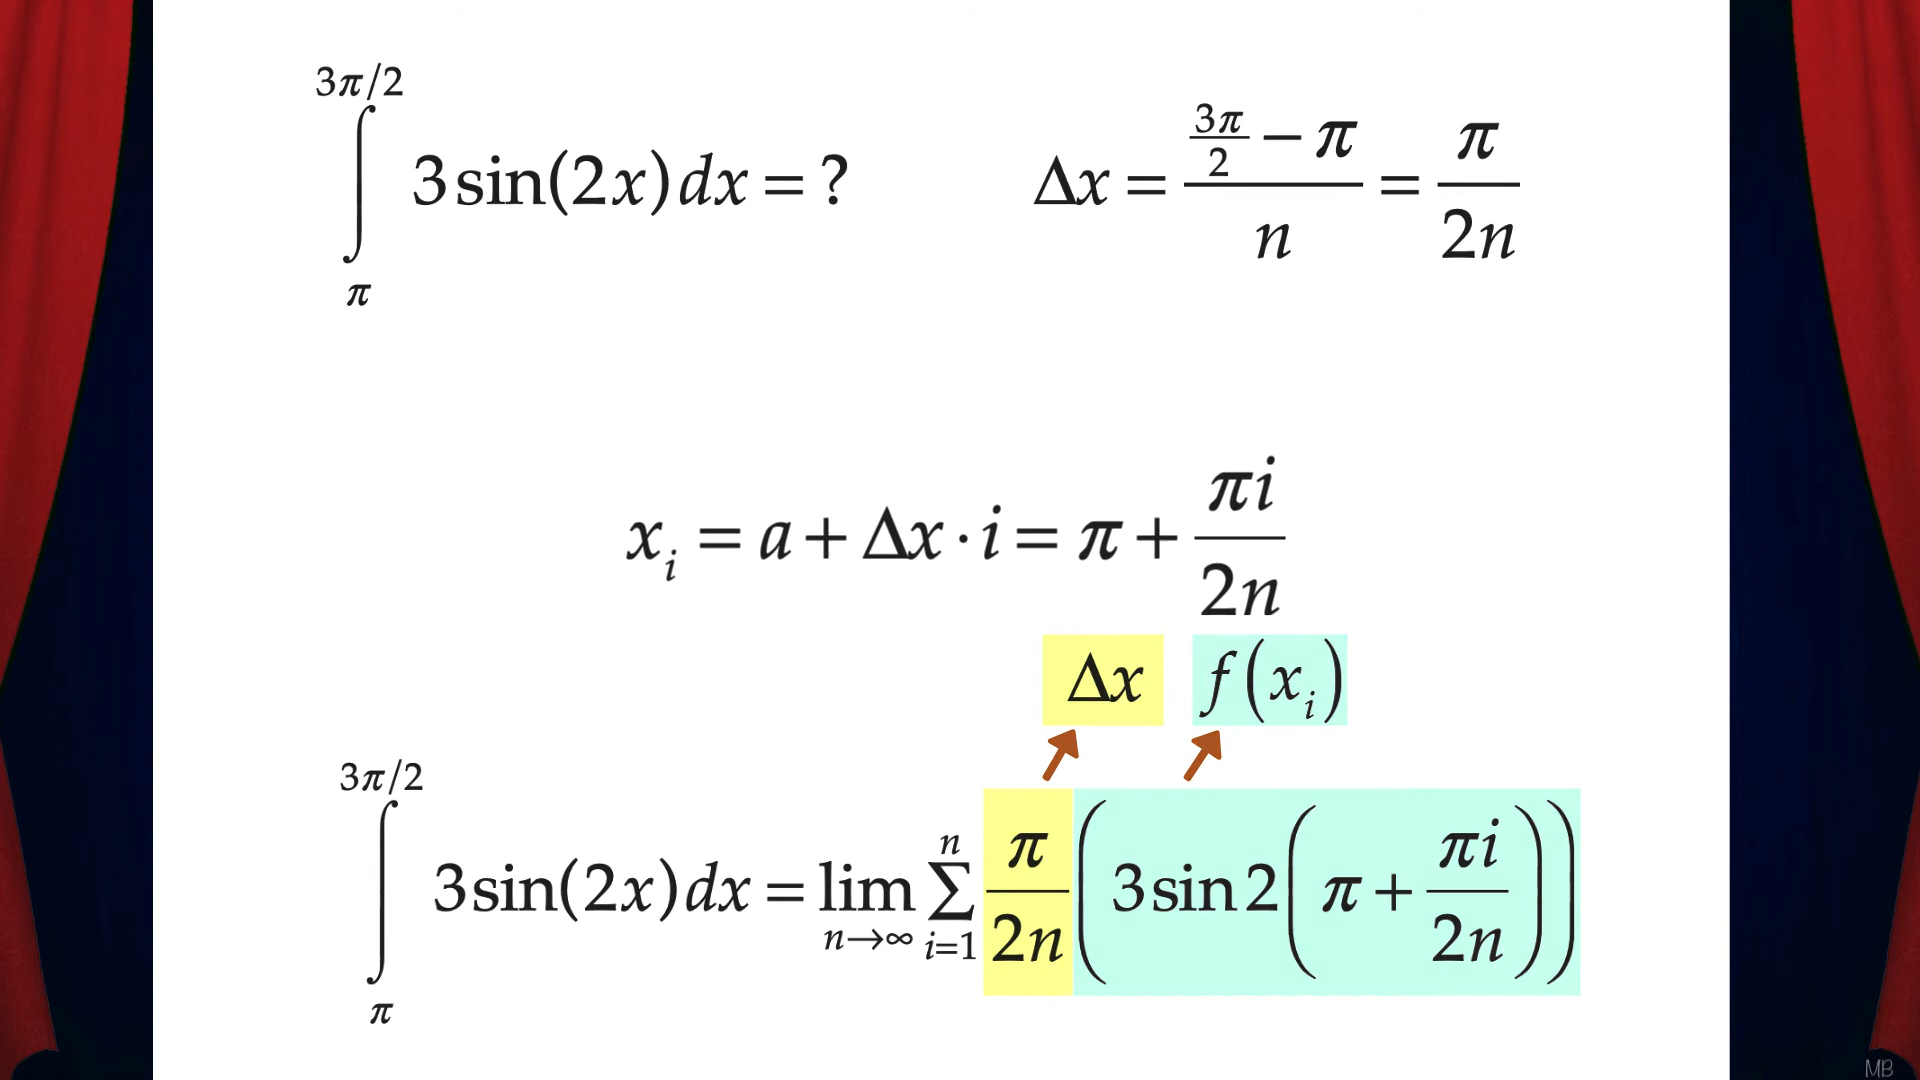 ∫_{π}^{3π/2} 3sin(2x)dx = ?
Δx = (3π/2 − π)/n = π/2n
x_i = a + Δx · i = π + πi/2n
Δx f(x_i)
∫_{π}^{3π/2} 3sin(2x)dx = lim_{n→∞} ∑_{i=1}^{n} π/2n (3sin2(π + πi/2n))
MB